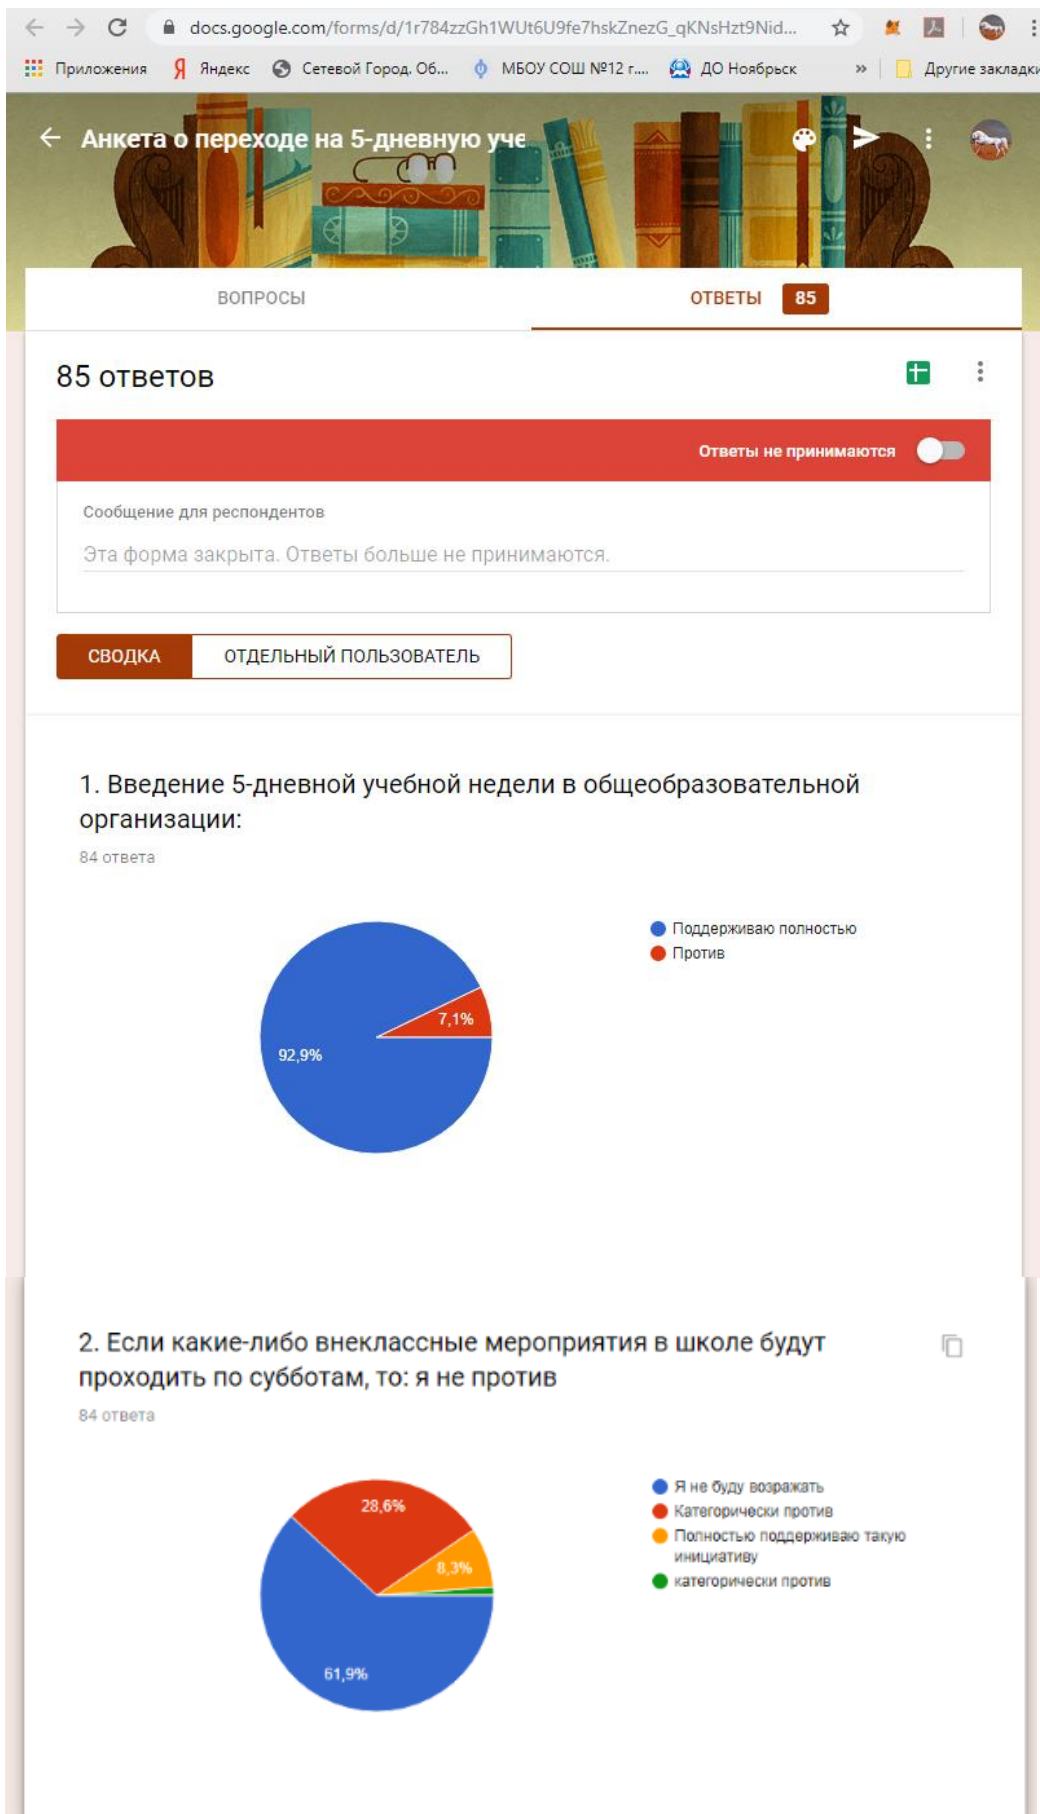 docs.google.com/forms/d/1r784zzGh1WUt6U9fe7hskZnezG_qKNsHzt9Nid...
Приложения Яндекс Сетевой Город. Об... МБОУ СОШ №12 г.... ДО Ноябрьск » Другие закладки
Анкета о переходе на 5-дневную уче
ВОПРОСЫ ОТВЕТЫ 85
85 ответов
Ответы не принимаются
Сообщение для респондентов
Эта форма закрыта. Ответы больше не принимаются.
СВОДКА ОТДЕЛЬНЫЙ ПОЛЬЗОВАТЕЛЬ
1. Введение 5-дневной учебной недели в общеобразовательной
организации:
84 ответа
Поддерживаю полностью
Против
7,1%
92,9%
2. Если какие-либо внеклассные мероприятия в школе будут
проходить по субботам, то: я не против
84 ответа
Я не буду возражать
Категорически против
Полностью поддерживаю такую
инициативу
категорически против
28,6%
8,3%
61,9%